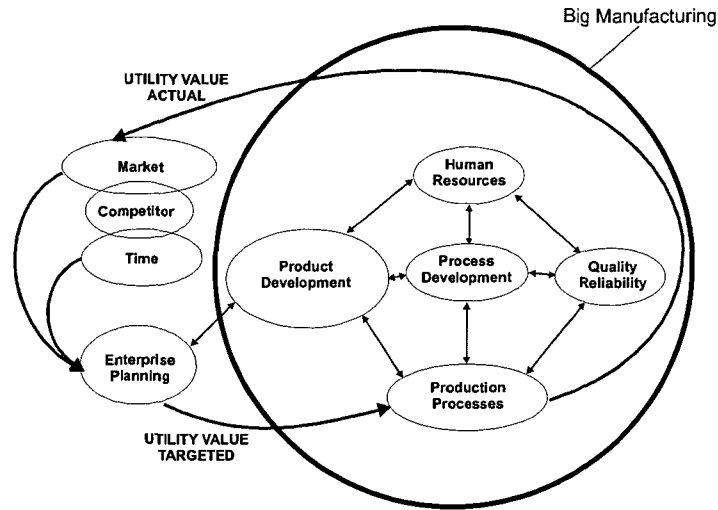 Big Manufacturing
UTILITY VALUE
ACTUAL
Market
Competitor
Time
Enterprise
Planning
UTILITY VALUE
TARGETED
Human
Resources
Product
Development
Process
Development
Quality
Reliability
Production
Processes